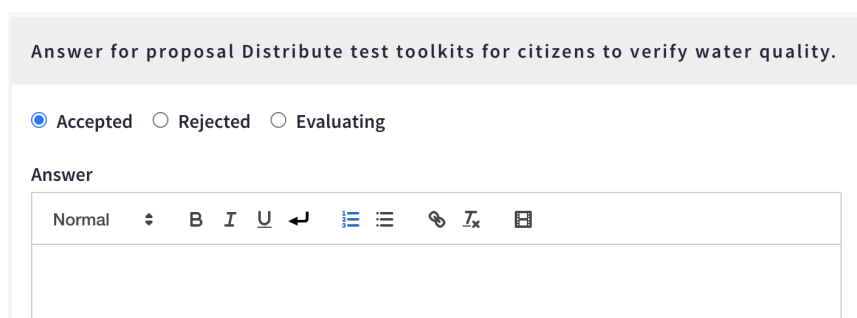 Answer for proposal Distribute test toolkits for citizens to verify water quality.
Accepted Rejected Evaluating
Answer
Normal B I U